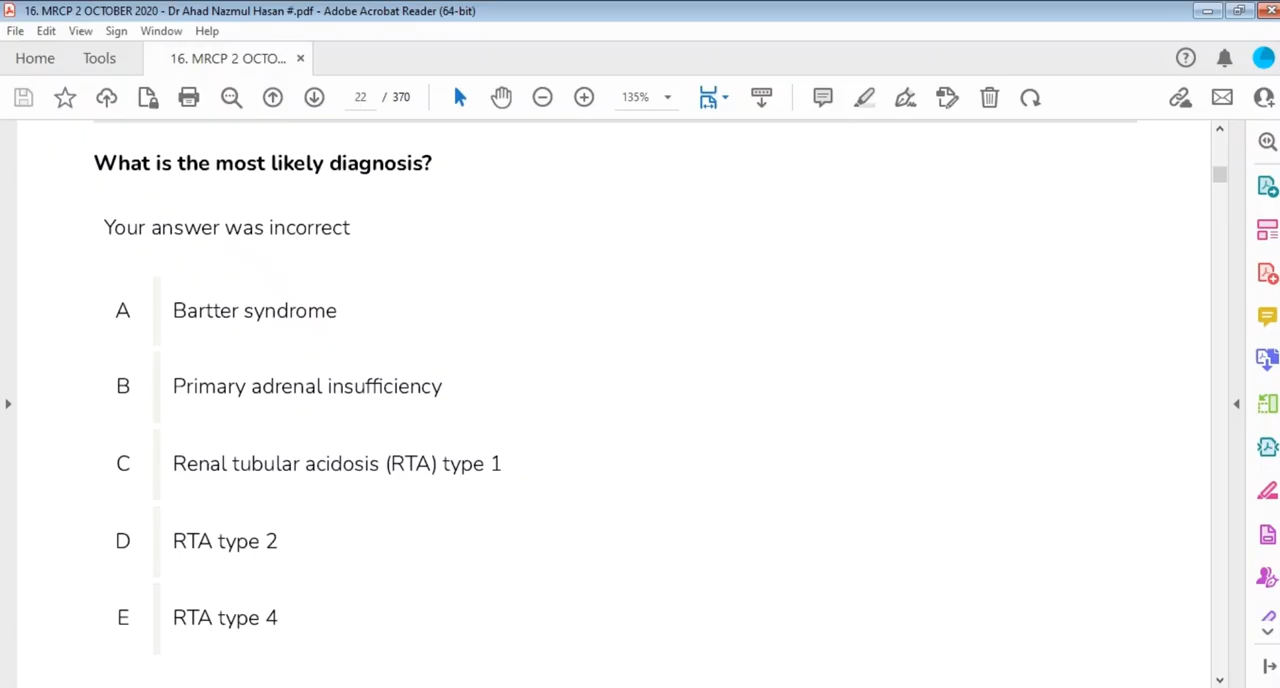 16. MRCP 2 OCTOBER 2020 - Dr Ahad Nazmul Hasan #.pdf - Adobe Acrobat Reader (64-bit)
File Edit View Sign Window Help
Home Tools 16. MRCP 2 OCTO... ×
22 / 370 135%
What is the most likely diagnosis?
Your answer was incorrect
A Bartter syndrome
B Primary adrenal insufficiency
C Renal tubular acidosis (RTA) type 1
D RTA type 2
E RTA type 4